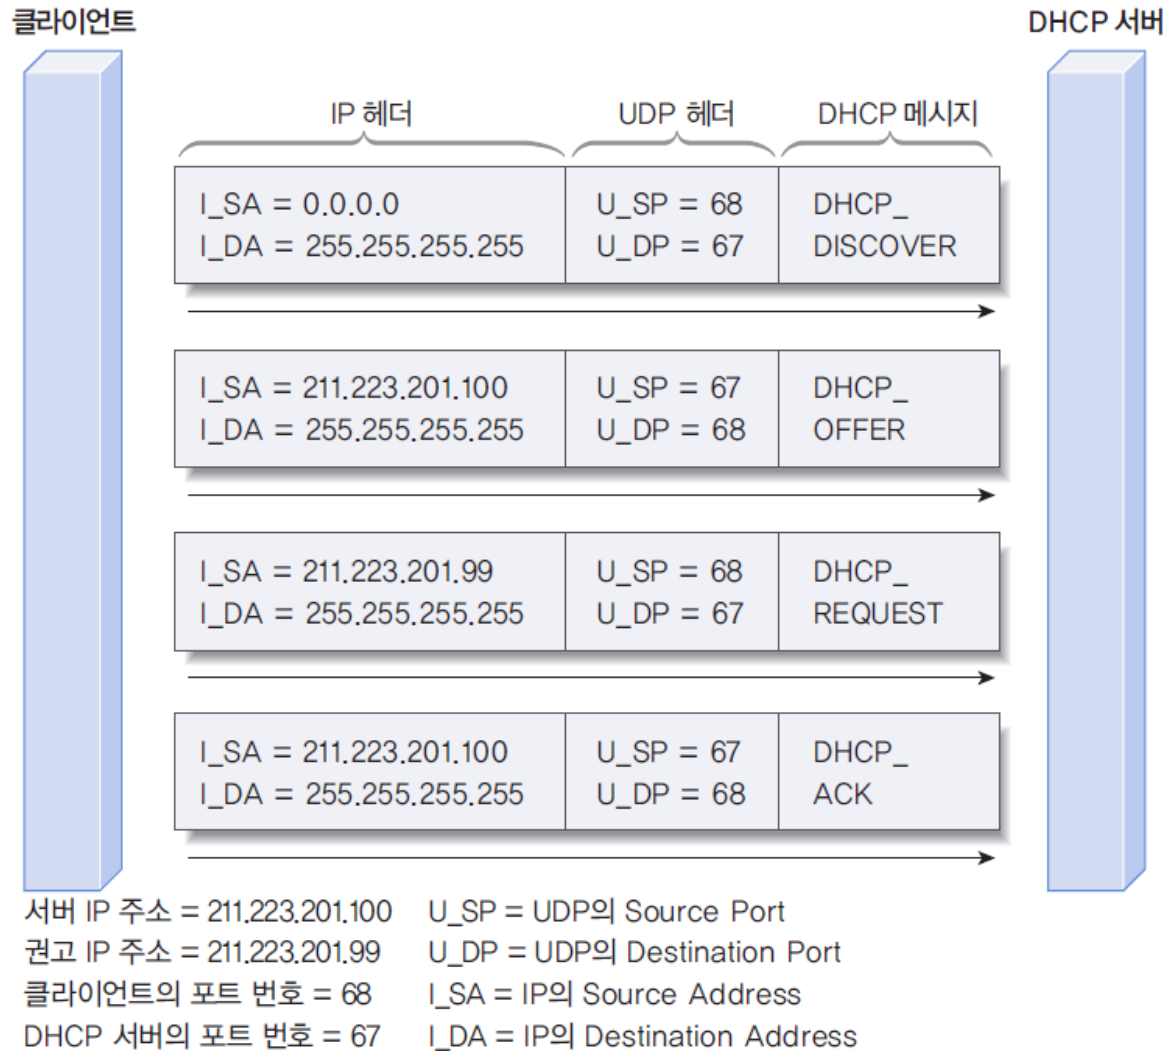 클라이언트
DHCP 서버
IP 헤더
UDP 헤더
DHCP 메시지
I_SA = 0.0.0.0
I_DA = 255.255.255.255
U_SP = 68
U_DP = 67
DHCP_
DISCOVER
I_SA = 211.223.201.100
I_DA = 255.255.255.255
U_SP = 67
U_DP = 68
DHCP_
OFFER
I_SA = 211.223.201.99
I_DA = 255.255.255.255
U_SP = 68
U_DP = 67
DHCP_
REQUEST
I_SA = 211.223.201.100
I_DA = 255.255.255.255
U_SP = 67
U_DP = 68
DHCP_
ACK
서버 IP 주소 = 211.223.201.100
권고 IP 주소 = 211.223.201.99
클라이언트의 포트 번호 = 68
DHCP 서버의 포트 번호 = 67
U_SP = UDP의 Source Port
U_DP = UDP의 Destination Port
I_SA = IP의 Source Address
I_DA = IP의 Destination Address